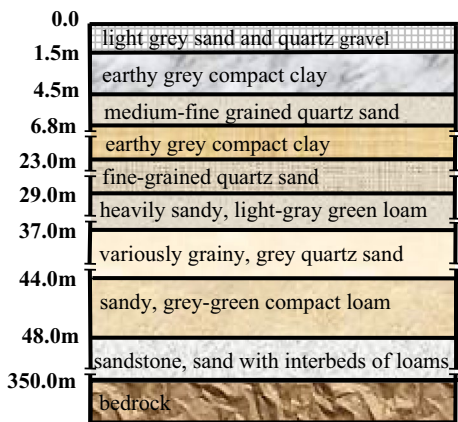 0.0
light grey sand and quartz gravel
1.5m
earthy grey compact clay
4.5m
medium-fine grained quartz sand
6.8m
earthy grey compact clay
23.0m
fine-grained quartz sand
29.0m
heavily sandy, light-gray green loam
37.0m
variously grainy, grey quartz sand
44.0m
sandy, grey-green compact loam
48.0m
sandstone, sand with interbeds of loams
350.0m
bedrock